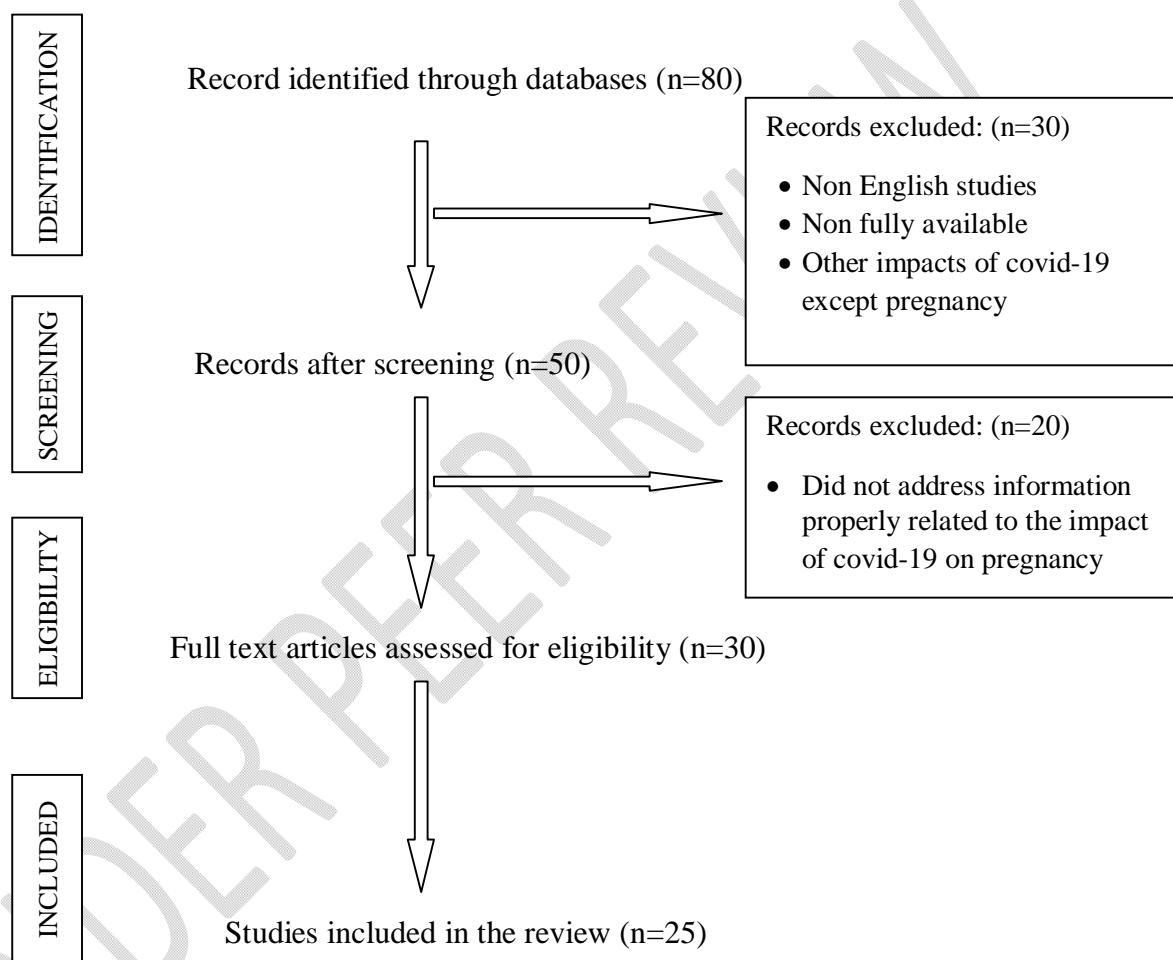 IDENTIFICATION
Record identified through databases (n=80)
Records excluded: (n=30)
• Non English studies
• Non fully available
• Other impacts of covid-19
except pregnancy
SCREENING
Records after screening (n=50)
Records excluded: (n=20)
• Did not address information
properly related to the impact
of covid-19 on pregnancy
ELIGIBILITY
Full text articles assessed for eligibility (n=30)
INCLUDED
Studies included in the review (n=25)
PEER REVIEW